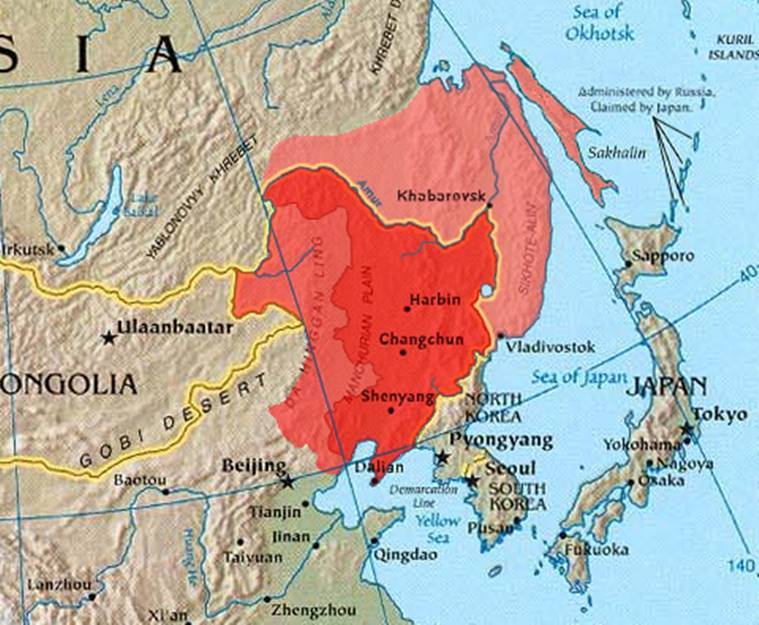 Sea of
Okhotsk
S I A
KHREBET D
KURIL
ISLANDS
Administered by Russia,
Claimed by Japan.
Lena
Sakhalin
YABLONOVYY KHREBET
Amur
Amur
Khabarovsk
Lake
Baikal
Irkutsk
SIKHOTE-ALIN
Sapporo
40
Harbin
Ulaanbaatar
DA HINGGAN LING
MANCHURIAN PLAIN
Changchun
Vladivostok
Sea of Japan
JAPAN
ONGOLIA
GOBI DESERT
Shenyang
NORTH
KOREA
Tokyo
Pyongyang
Yokohama
Nagoya
Osaka
Beijing
Dalian
Seoul
Baotou
Demarcation
Line
SOUTH
KOREA
Tianjin
Yellow
Sea
Pusan
Jinan
Huang He
Taiyuan
Qingdao
Fukuoka
140
Lanzhou
Zhengzhou
Xi'an